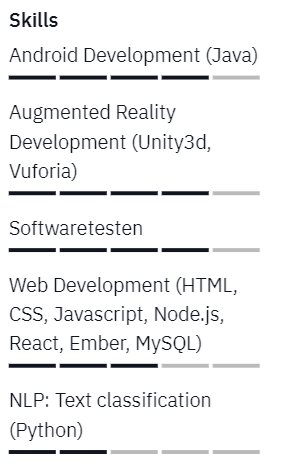 Skills
Android Development (Java)
Augmented Reality
Development (Unity3d,
Vuforia)
Softwaretesten
Web Development (HTML,
CSS, Javascript, Node.js,
React, Ember, MySQL)
NLP: Text classification
(Python)